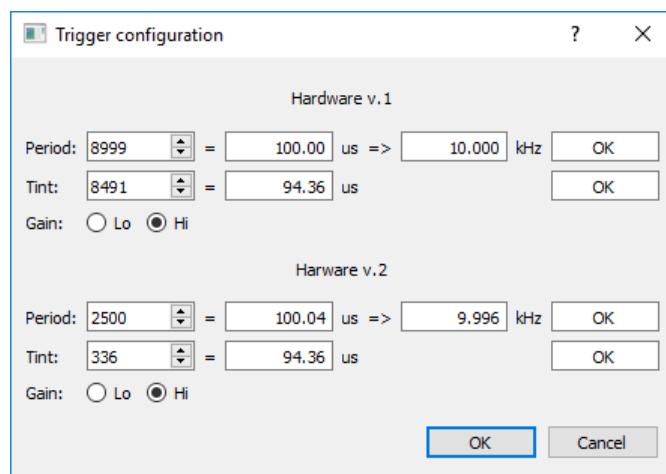 Trigger configuration ?
Hardware v.1
Period: 8999 = 100.00 us => 10.000 kHz OK
Tint: 8491 = 94.36 us OK
Gain: Lo Hi
Harware v.2
Period: 2500 = 100.04 us => 9.996 kHz OK
Tint: 336 = 94.36 us OK
Gain: Lo Hi
OK Cancel